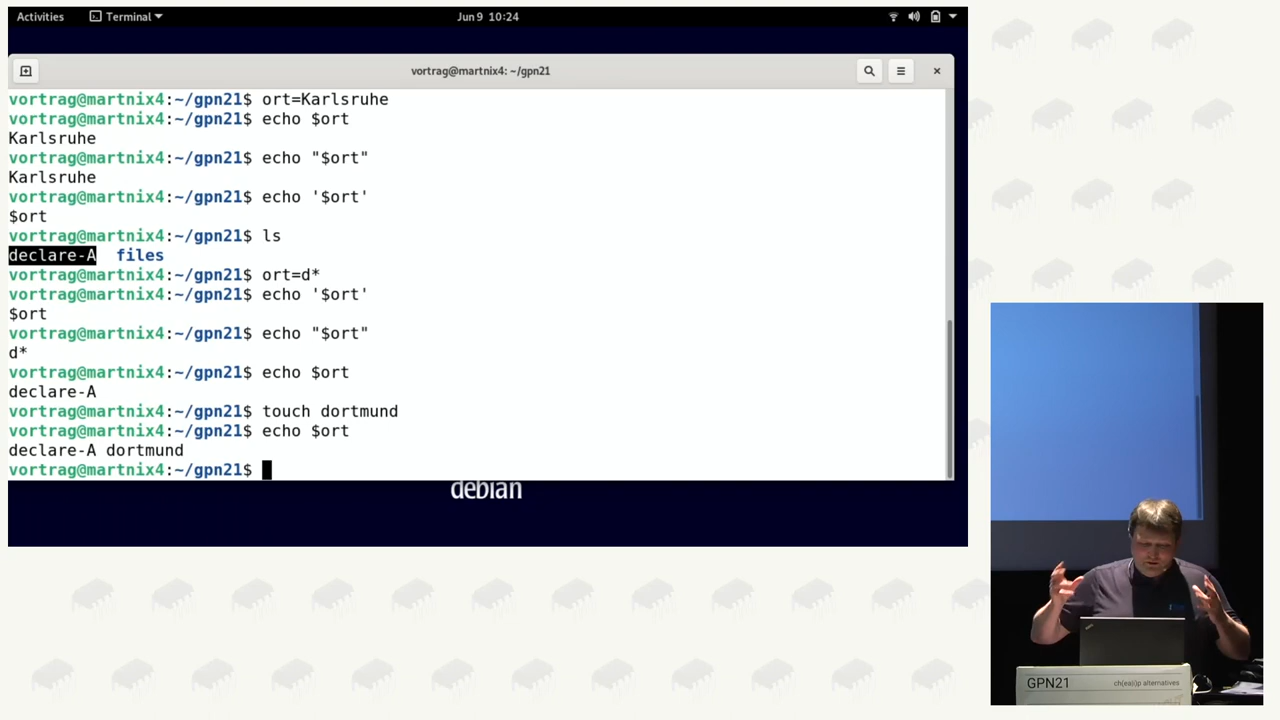 Activities Terminal Jun 9 10:24
vortrag@martnix4: ~/gpn21
vortrag@martnix4:~/gpn21$ ort=Karlsruhe
vortrag@martnix4:~/gpn21$ echo $ort
Karlsruhe
vortrag@martnix4:~/gpn21$ echo "$ort"
Karlsruhe
vortrag@martnix4:~/gpn21$ echo '$ort'
$ort
vortrag@martnix4:~/gpn21$ ls
declare-A files
vortrag@martnix4:~/gpn21$ ort=d*
vortrag@martnix4:~/gpn21$ echo '$ort'
$ort
vortrag@martnix4:~/gpn21$ echo "$ort"
d*
vortrag@martnix4:~/gpn21$ echo $ort
declare-A
vortrag@martnix4:~/gpn21$ touch dortmund
vortrag@martnix4:~/gpn21$ echo $ort
declare-A dortmund
vortrag@martnix4:~/gpn21$
debian
GPN21 ch(ea)ip alternatives